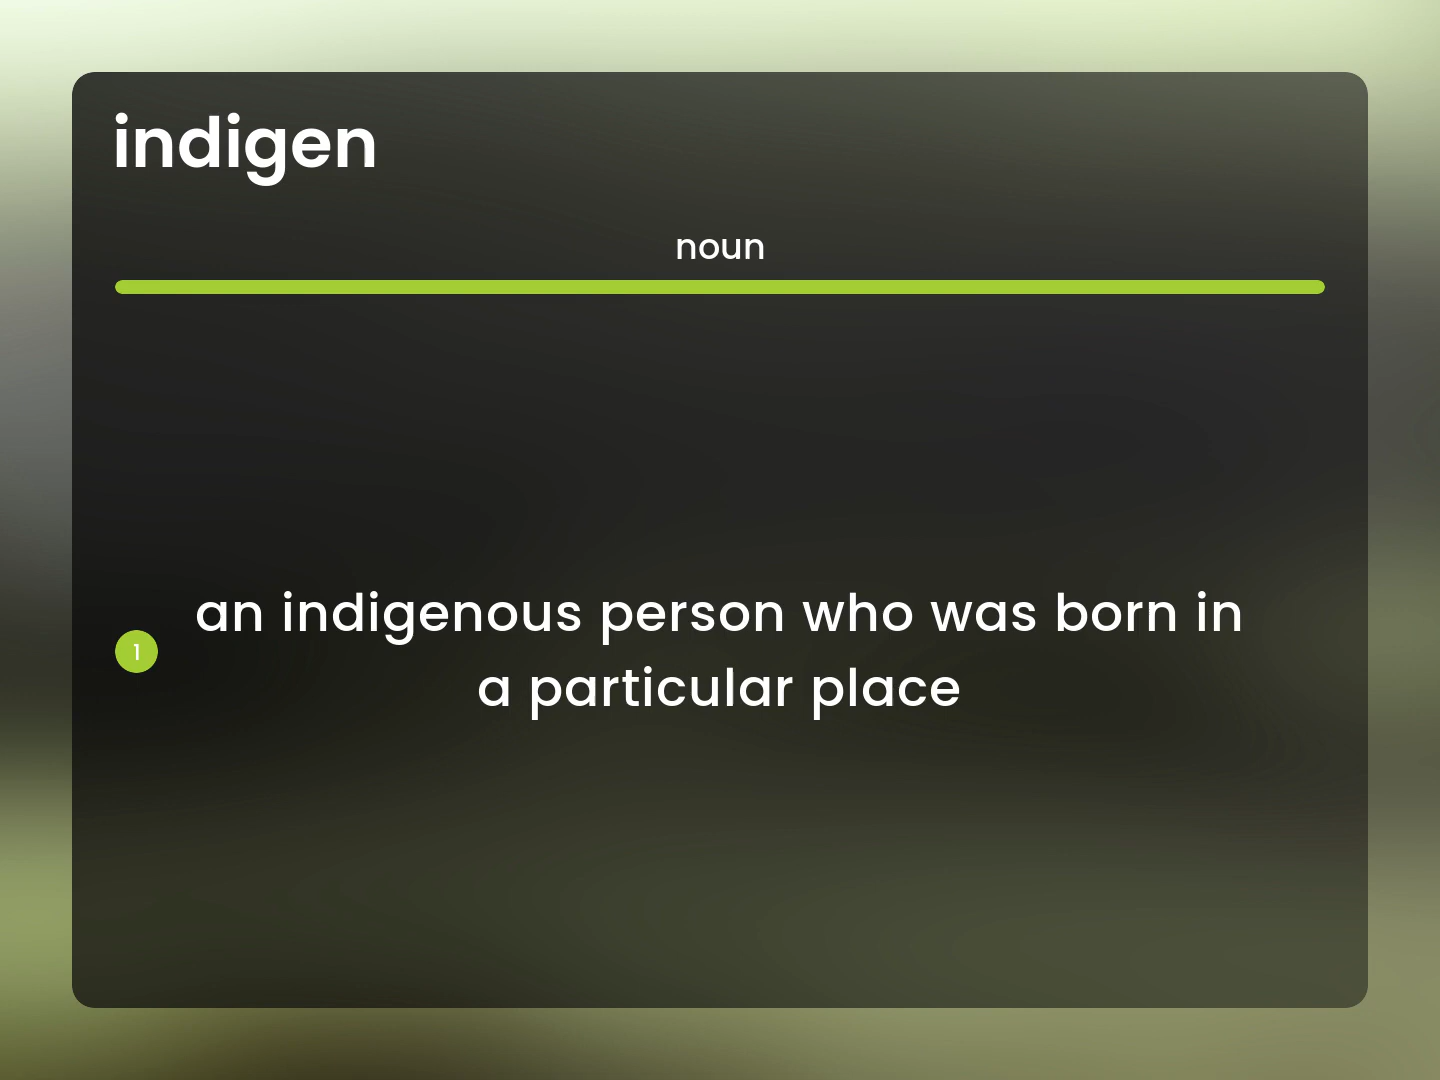 indigen
noun
1
an indigenous person who was born in
a particular place